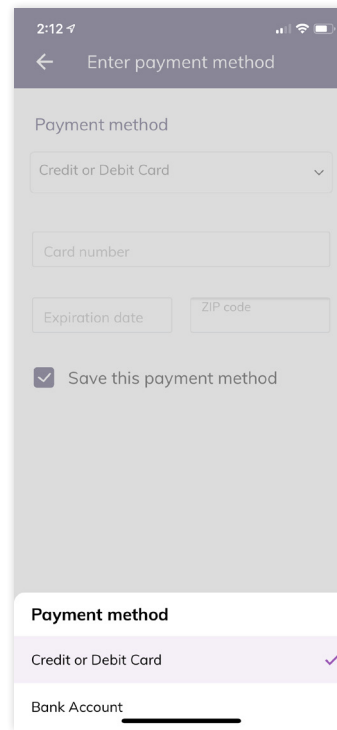 2:12
Enter payment method
Payment method
Credit or Debit Card
Card number
Expiration date
ZIP code
Save this payment method
Payment method
Credit or Debit Card
Bank Account